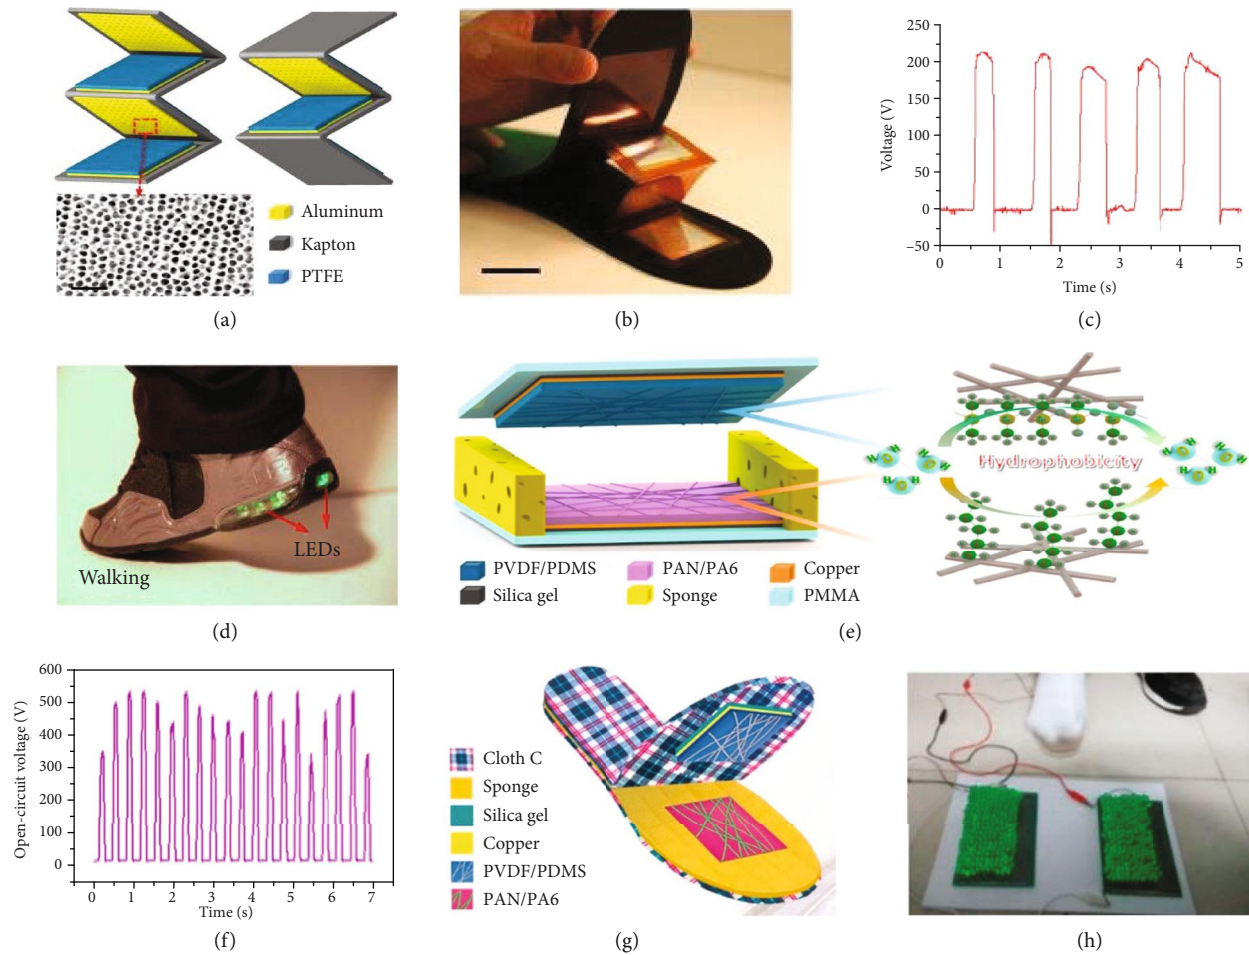 Aluminum
Kapton
PTFE
(a)
(b)
250
200
150
100
50
0
–50
Voltage (V)
0 1 2 3 4 5
Time (s)
(c)
LEDs
Walking
(d)
H H
H H
H H
Hydrophobicity
H H
H H
H H
PVDF/PDMS PAN/PA6 Copper
Silica gel Sponge PMMA
(e)
600
500
400
300
200
100
0
Open-circuit voltage (V)
0 1 2 3 4 5 6 7
Time (s)
(f)
Cloth C
Sponge
Silica gel
Copper
PVDF/PDMS
PAN/PA6
(g)
(h)